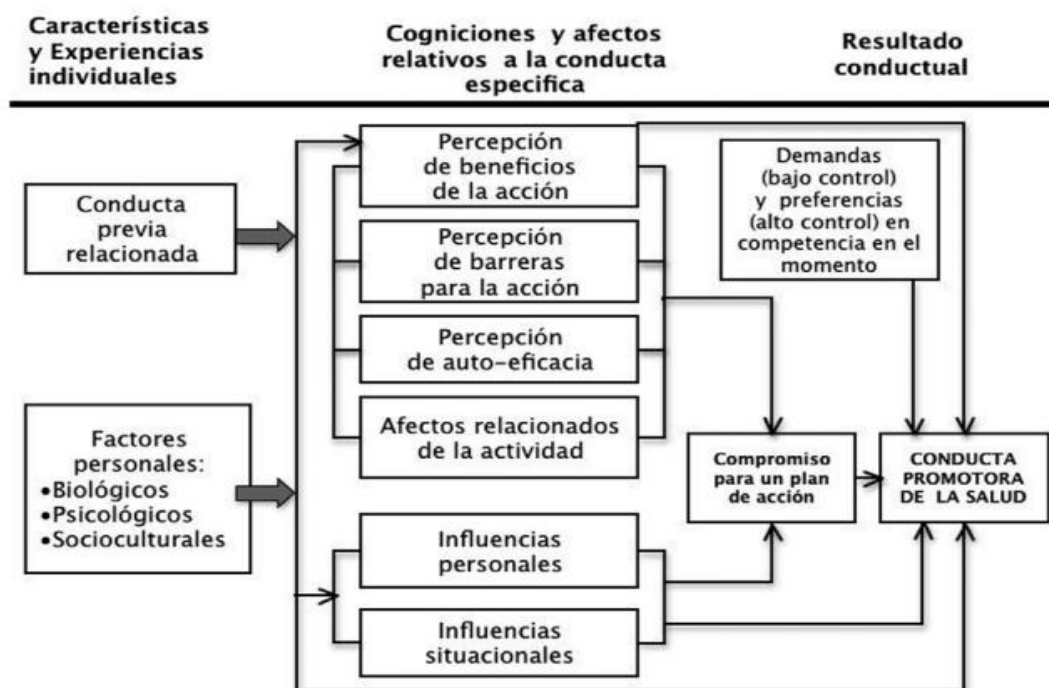 Características
y Experiencias
individuales
Cogniciones y afectos
relativos a la conducta
especifica
Resultado
conductual
Conducta
previa
relacionada
Factores
personales:
•Biológicos
•Psicológicos
•Socioculturales
Percepción
de beneficios
de la acción
Percepción
de barreras
para la acción
Percepción
de auto-eficacia
Afectos relacionados
de la actividad
Influencias
personales
Influencias
situacionales
Demandas
(bajo control)
y preferencias
(alto control) en
competencia en el
momento
Compromiso
para un plan
de acción
CONDUCTA
PROMOTORA
DE LA SALUD